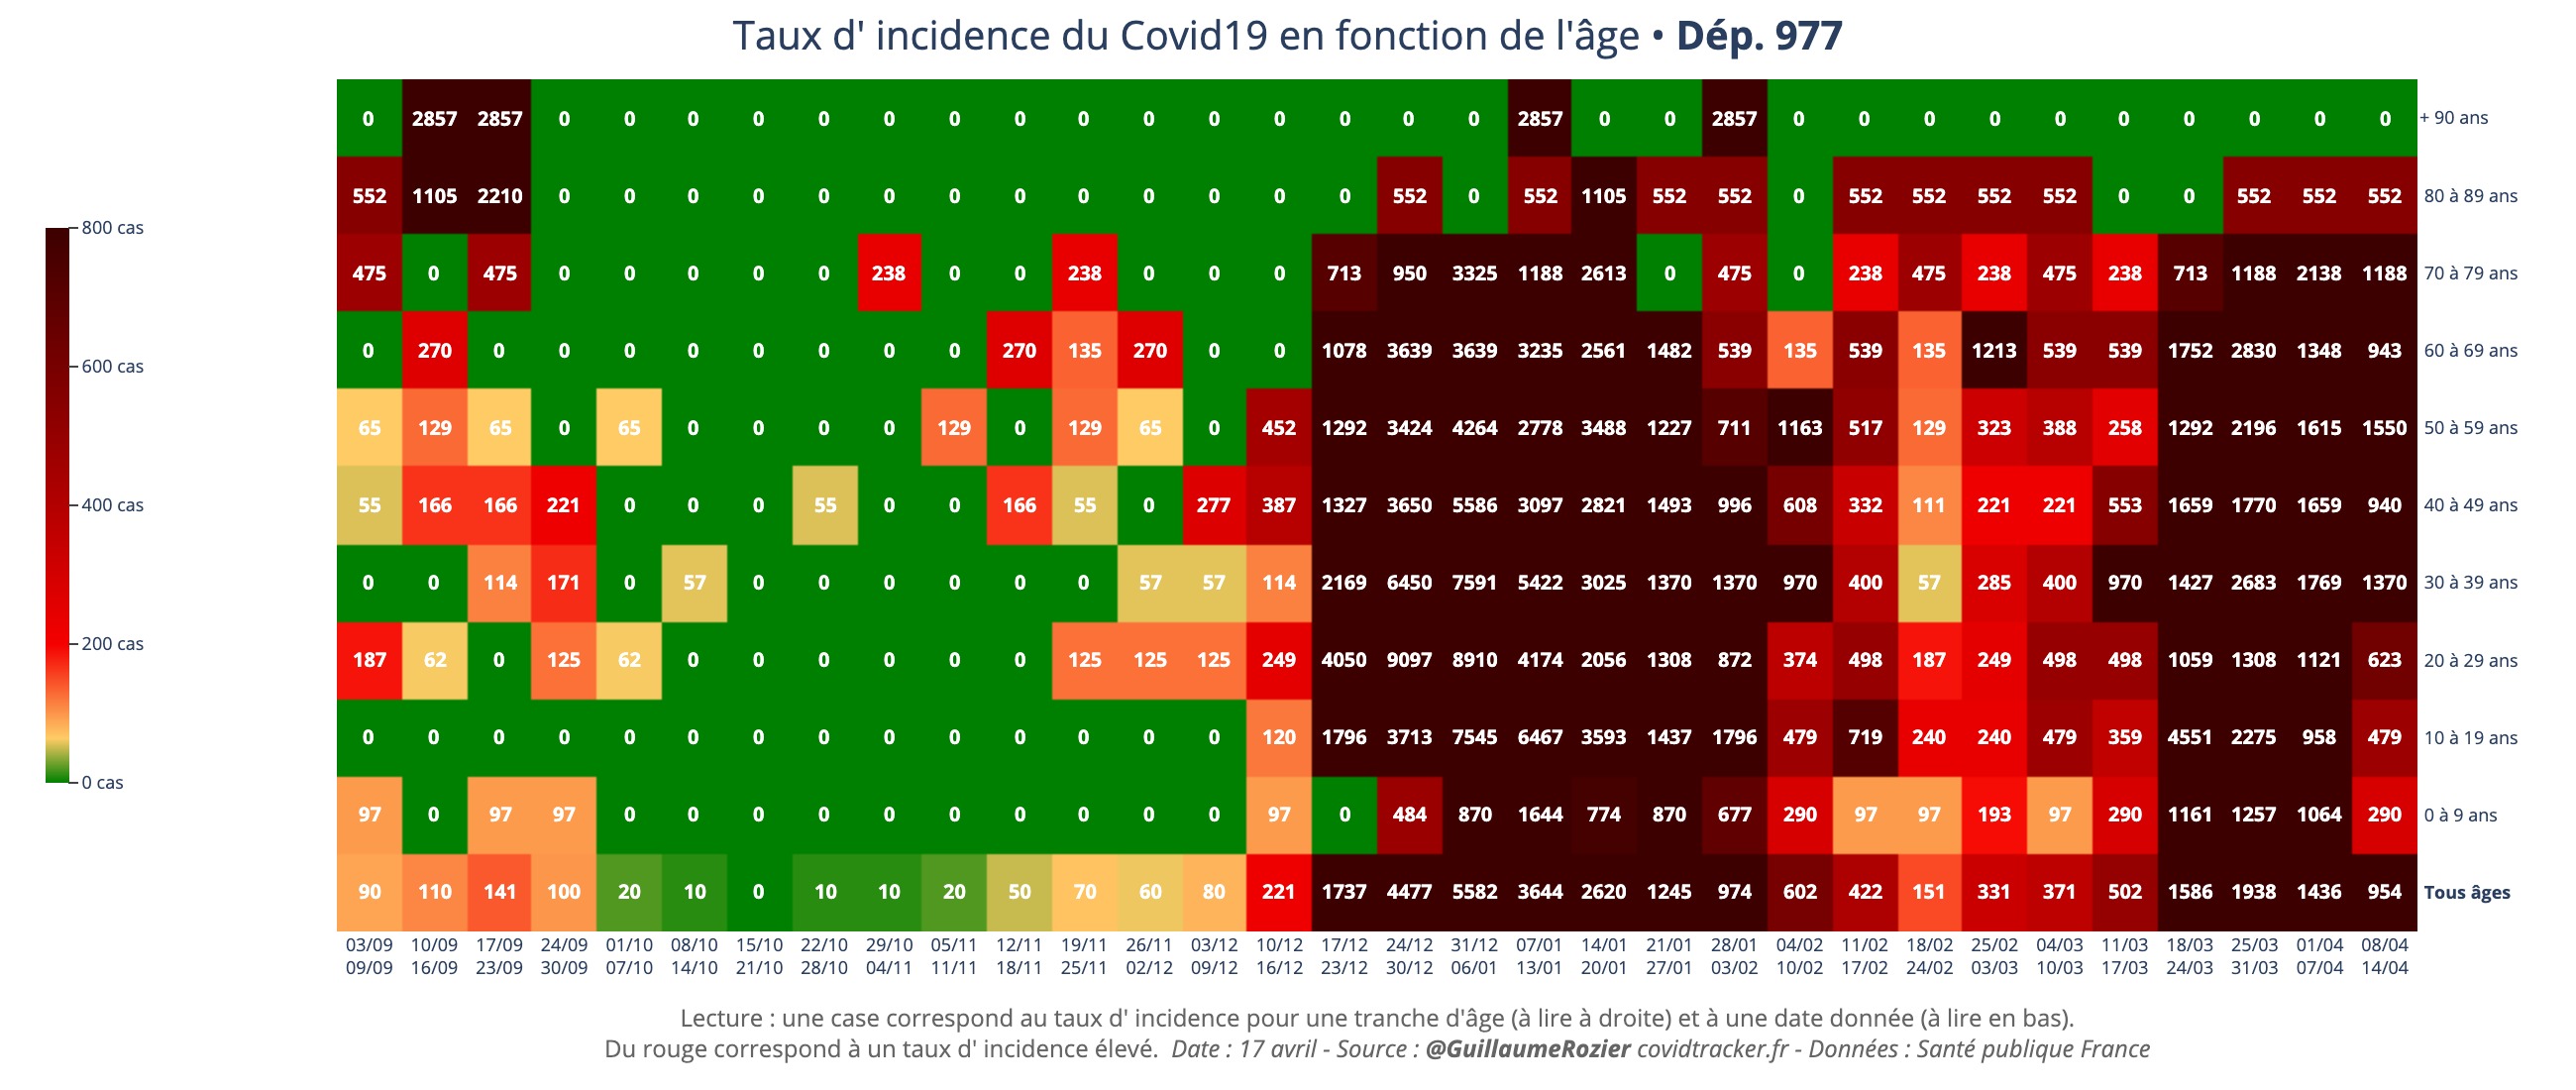 Taux d' incidence du Covid19 en fonction de l'âge • Dép. 977
800 cas
600 cas
400 cas
200 cas
0 cas
0 2857 2857 0 0 0 0 0 0 0 0 0 0 0 0 0 0 0 2857 0 0 2857 0 0 0 0 0 0 0 0 0 0 + 90 ans
552 1105 2210 0 0 0 0 0 0 0 0 0 0 0 0 0 552 0 552 1105 552 552 0 552 552 552 552 0 0 552 552 552 80 à 89 ans
475 0 475 0 0 0 0 0 238 0 0 238 0 0 0 713 950 3325 1188 2613 0 475 0 238 475 238 475 238 713 1188 2138 1188 70 à 79 ans
0 270 0 0 0 0 0 0 0 0 270 135 270 0 0 1078 3639 3639 3235 2561 1482 539 135 539 135 1213 539 539 1752 2830 1348 943 60 à 69 ans
65 129 65 0 65 0 0 0 0 129 0 129 65 0 452 1292 3424 4264 2778 3488 1227 711 1163 517 129 323 388 258 1292 2196 1615 1550 50 à 59 ans
55 166 166 221 0 0 0 55 0 0 166 55 0 277 387 1327 3650 5586 3097 2821 1493 996 608 332 111 221 221 553 1659 1770 1659 940 40 à 49 ans
0 0 114 171 0 57 0 0 0 0 0 0 57 57 114 2169 6450 7591 5422 3025 1370 1370 970 400 57 285 400 970 1427 2683 1769 1370 30 à 39 ans
187 62 0 125 62 0 0 0 0 0 0 125 125 125 249 4050 9097 8910 4174 2056 1308 872 374 498 187 249 498 498 1059 1308 1121 623 20 à 29 ans
0 0 0 0 0 0 0 0 0 0 0 0 0 0 120 1796 3713 7545 6467 3593 1437 1796 479 719 240 240 479 359 4551 2275 958 479 10 à 19 ans
97 0 97 97 0 0 0 0 0 0 0 0 0 0 97 0 484 870 1644 774 870 677 290 97 97 193 97 290 1161 1257 1064 290 0 à 9 ans
90 110 141 100 20 10 0 10 10 20 50 70 60 80 221 1737 4477 5582 3644 2620 1245 974 602 422 151 331 371 502 1586 1938 1436 954 Tous âges
03/09 10/09 17/09 24/09 01/10 08/10 15/10 22/10 29/10 05/11 12/11 19/11 26/11 03/12 10/12 17/12 24/12 31/12 07/01 14/01 21/01 28/01 04/02 11/02 18/02 25/02 04/03 11/03 18/03 25/03 01/04 08/04
09/09 16/09 23/09 30/09 07/10 14/10 21/10 28/10 04/11 11/11 18/11 25/11 02/12 09/12 16/12 23/12 30/12 06/01 13/01 20/01 27/01 03/02 10/02 17/02 24/02 03/03 10/03 17/03 24/03 31/03 07/04 14/04
Lecture : une case correspond au taux d' incidence pour une tranche d'âge (à lire à droite) et à une date donnée (à lire en bas).
Du rouge correspond à un taux d' incidence élevé. Date : 17 avril - Source : @GuillaumeRozier covidtracker.fr - Données : Santé publique France